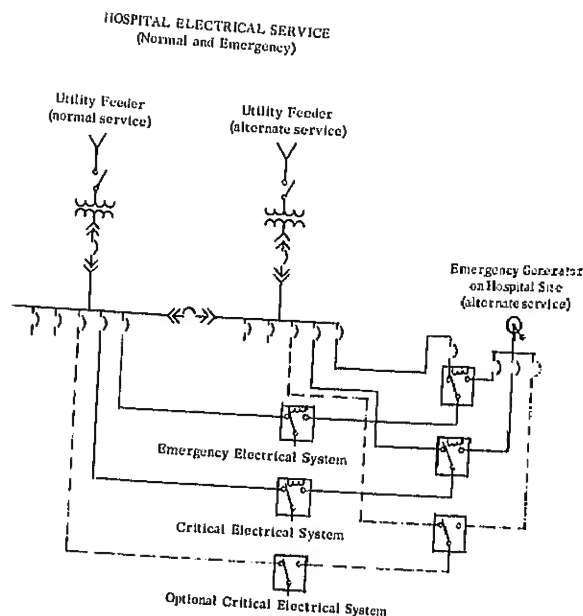 HOSPITAL ELECTRICAL SERVICE
(Normal and Emergency)
Utility Feeder
(normal service)
Utility Feeder
(alternate service)
Emergency Generator
on Hospital Site
(alternate service)
Emergency Electrical System
Critical Electrical System
Optional Critical Electrical System